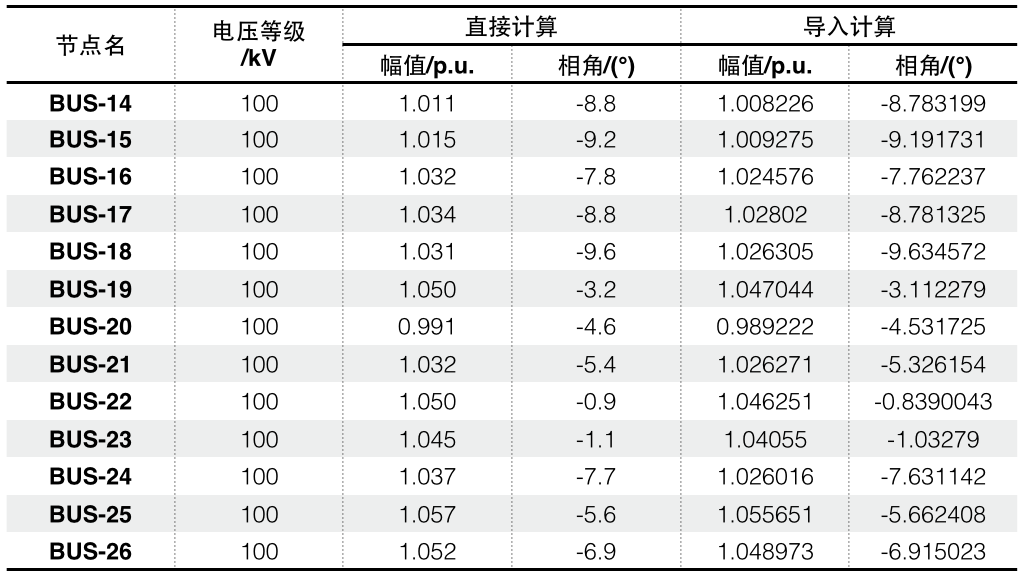 节点名 电压等级/kV 直接计算 导入计算
幅值/p.u. 相角/(°) 幅值/p.u. 相角/(°)
BUS-14 100 1.011 -8.8 1.008226 -8.783199
BUS-15 100 1.015 -9.2 1.009275 -9.191731
BUS-16 100 1.032 -7.8 1.024576 -7.762237
BUS-17 100 1.034 -8.8 1.02802 -8.781325
BUS-18 100 1.031 -9.6 1.026305 -9.634572
BUS-19 100 1.050 -3.2 1.047044 -3.112279
BUS-20 100 0.991 -4.6 0.989222 -4.531725
BUS-21 100 1.032 -5.4 1.026271 -5.326154
BUS-22 100 1.050 -0.9 1.046251 -0.8390043
BUS-23 100 1.045 -1.1 1.04055 -1.03279
BUS-24 100 1.037 -7.7 1.026016 -7.631142
BUS-25 100 1.057 -5.6 1.055651 -5.662408
BUS-26 100 1.052 -6.9 1.048973 -6.915023